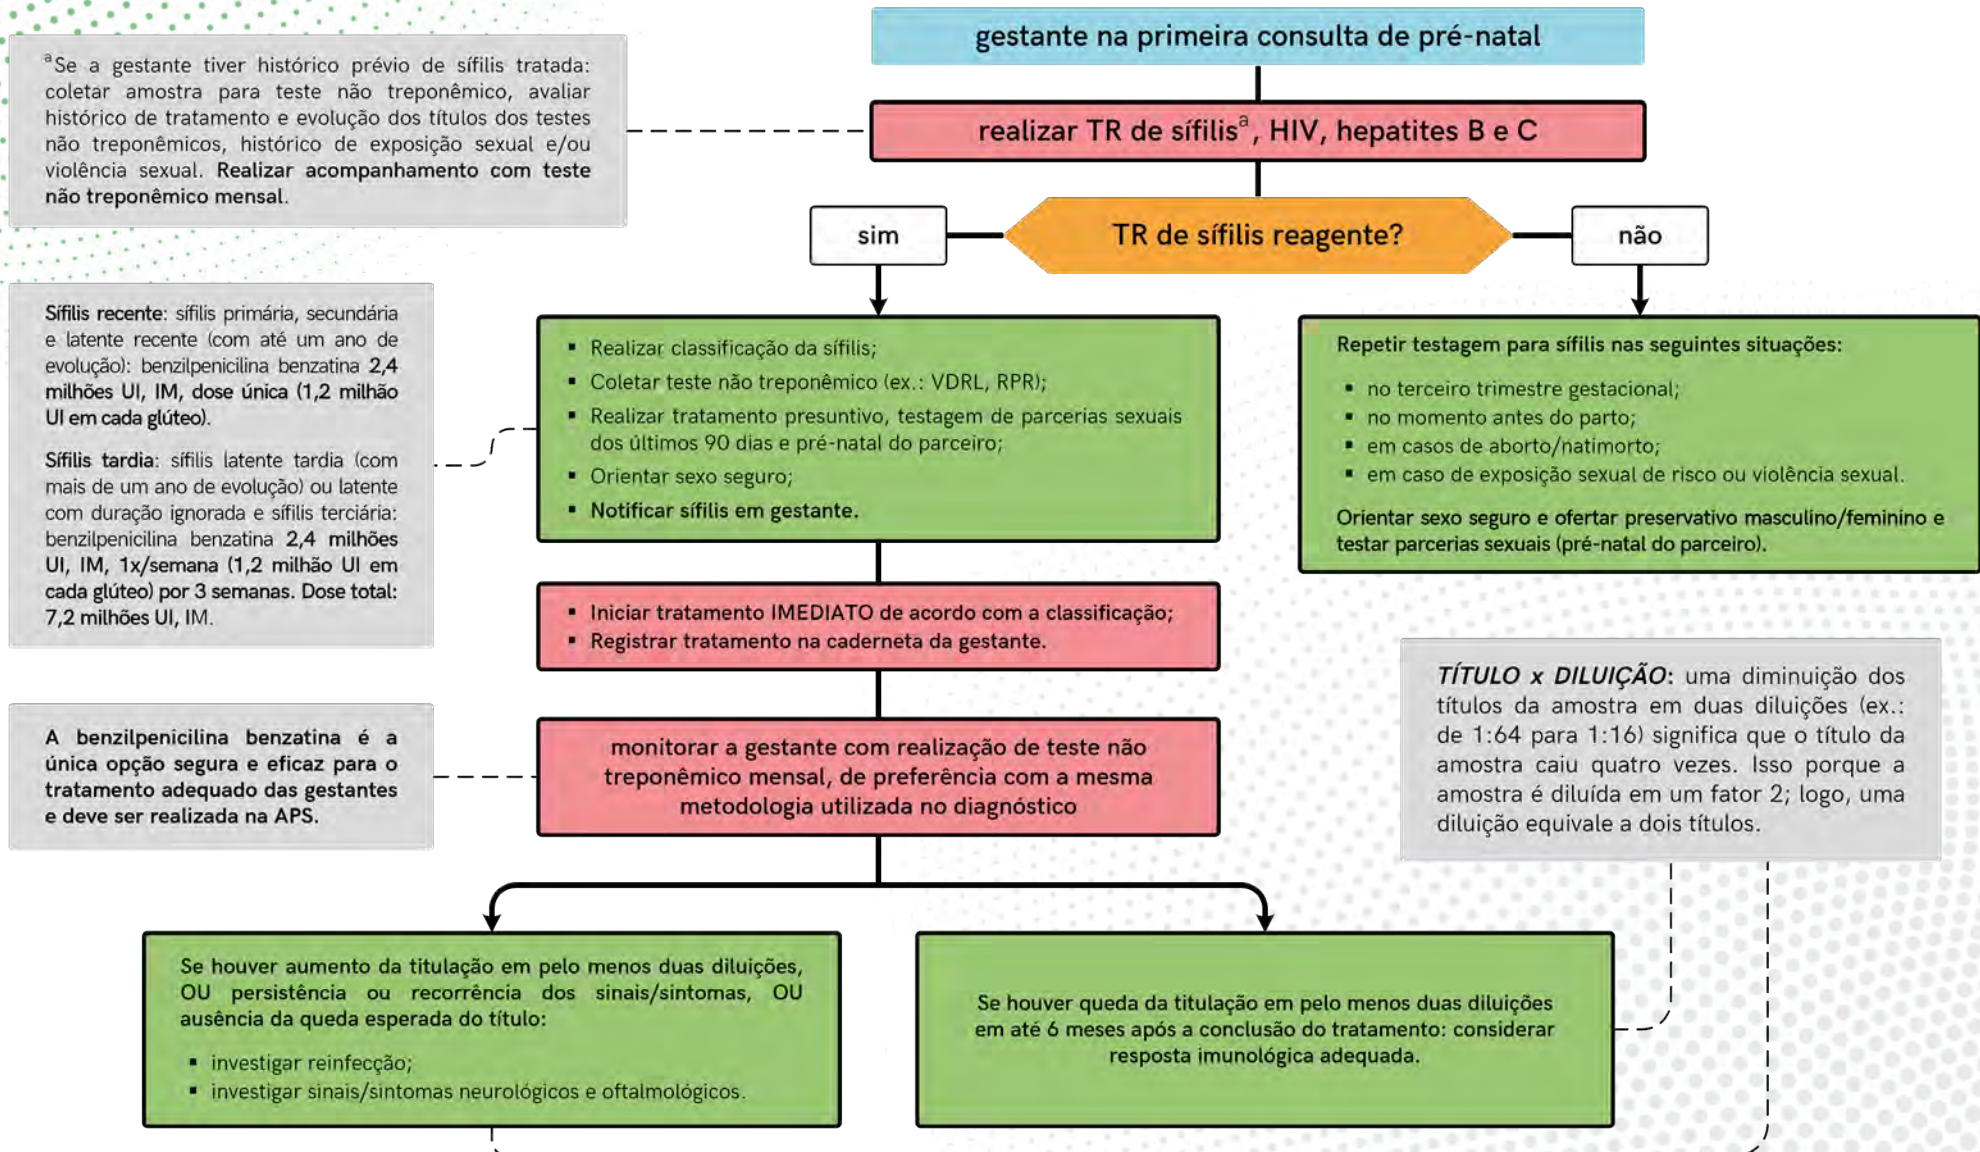 gestante na primeira consulta de pré-natal
ᵃSe a gestante tiver histórico prévio de sífilis tratada:
coletar amostra para teste não treponêmico, avaliar
histórico de tratamento e evolução dos títulos dos testes
não treponêmicos, histórico de exposição sexual e/ou
violência sexual. Realizar acompanhamento com teste
não treponêmico mensal.
realizar TR de sífilisᵃ, HIV, hepatites B e C
sim
TR de sífilis reagente?
não
Sífilis recente: sífilis primária, secundária
e latente recente (com até um ano de
evolução): benzilpenicilina benzatina 2,4
milhões UI, IM, dose única (1,2 milhão
UI em cada glúteo).
Sífilis tardia: sífilis latente tardia (com
mais de um ano de evolução) ou latente
com duração ignorada e sífilis terciária:
benzilpenicilina benzatina 2,4 milhões
UI, IM, 1x/semana (1,2 milhão UI em
cada glúteo) por 3 semanas. Dose total:
7,2 milhões UI, IM.
▪ Realizar classificação da sífilis;
▪ Coletar teste não treponêmico (ex.: VDRL, RPR);
▪ Realizar tratamento presuntivo, testagem de parcerias sexuais
dos últimos 90 dias e pré-natal do parceiro;
▪ Orientar sexo seguro;
▪ Notificar sífilis em gestante.
Repetir testagem para sífilis nas seguintes situações:
▪ no terceiro trimestre gestacional;
▪ no momento antes do parto;
▪ em casos de aborto/natimorto;
▪ em caso de exposição sexual de risco ou violência sexual.
Orientar sexo seguro e ofertar preservativo masculino/feminino e
testar parcerias sexuais (pré-natal do parceiro).
▪ Iniciar tratamento IMEDIATO de acordo com a classificação;
▪ Registrar tratamento na caderneta da gestante.
A benzilpenicilina benzatina é a
única opção segura e eficaz para o
tratamento adequado das gestantes
e deve ser realizada na APS.
monitorar a gestante com realização de teste não
treponêmico mensal, de preferência com a mesma
metodologia utilizada no diagnóstico
TÍTULO x DILUIÇÃO: uma diminuição dos
títulos da amostra em duas diluições (ex.:
de 1:64 para 1:16) significa que o título da
amostra caiu quatro vezes. Isso porque a
amostra é diluída em um fator 2; logo, uma
diluição equivale a dois títulos.
Se houver aumento da titulação em pelo menos duas diluições,
OU persistência ou recorrência dos sinais/sintomas, OU
ausência da queda esperada do título:
▪ investigar reinfecção;
▪ investigar sinais/sintomas neurológicos e oftalmológicos.
Se houver queda da titulação em pelo menos duas diluições
em até 6 meses após a conclusão do tratamento: considerar
resposta imunológica adequada.